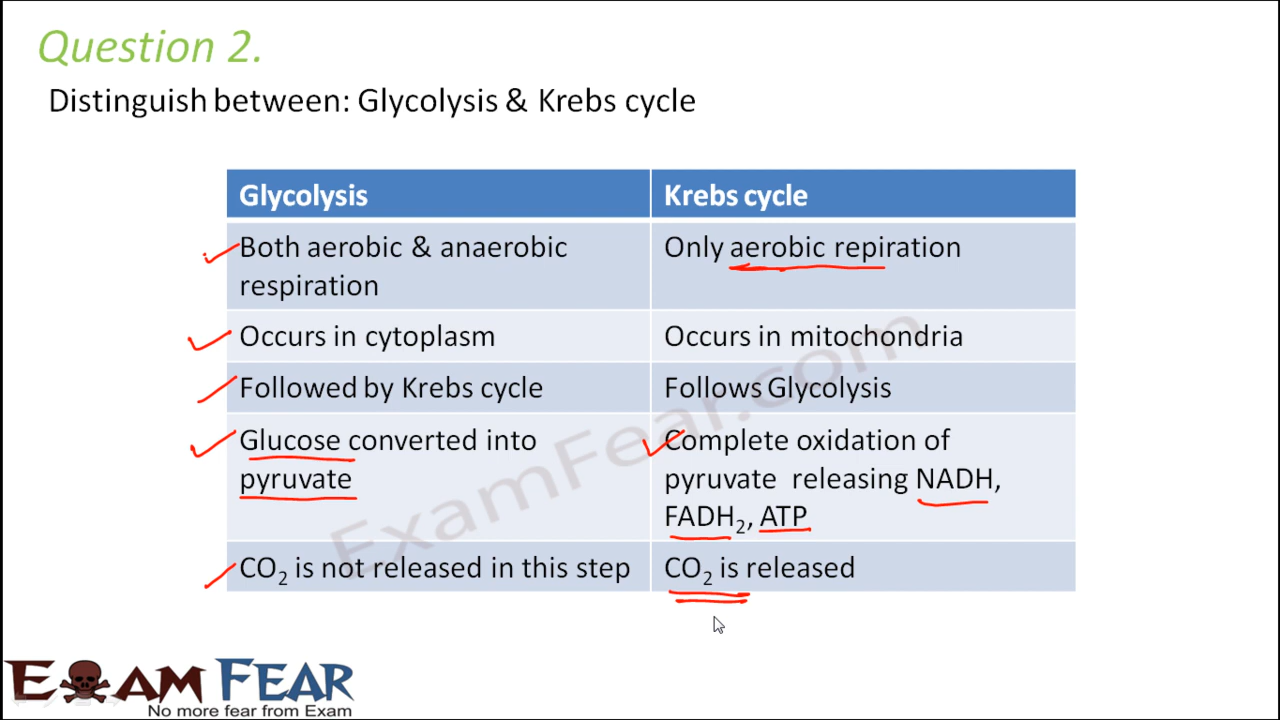 Question 2.
Distinguish between: Glycolysis & Krebs cycle
Glycolysis
Krebs cycle
Both aerobic & anaerobic
respiration
Only aerobic repiration
Occurs in cytoplasm
Occurs in mitochondria
Followed by Krebs cycle
Follows Glycolysis
Glucose converted into
pyruvate
Complete oxidation of
pyruvate releasing NADH,
FADH₂, ATP
CO₂ is not released in this step
CO₂ is released
ExamFear.com
EXAM FEAR
No more fear from Exam